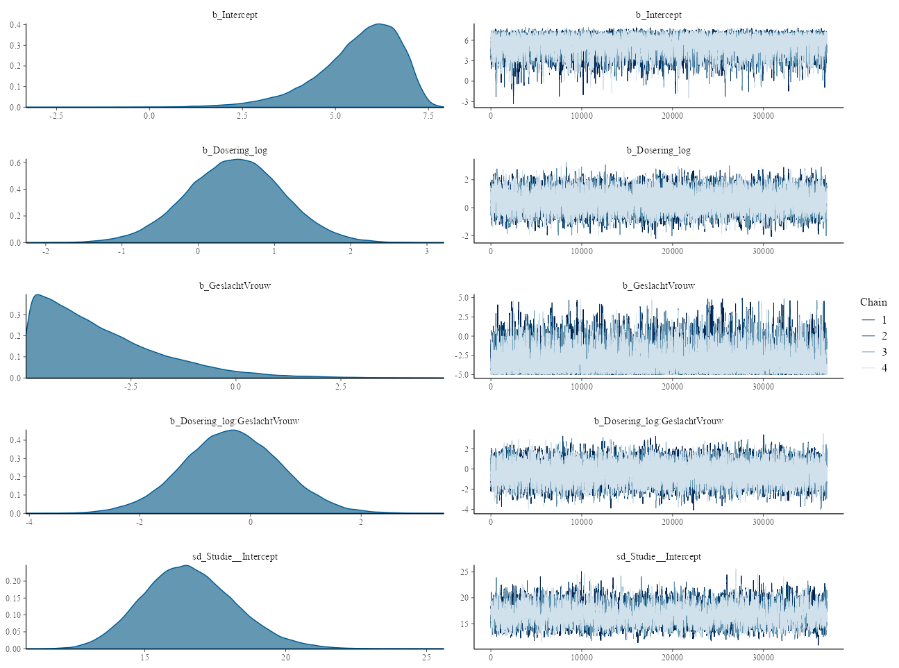 b_Intercept
0.4
0.3
0.2
0.1
0.0
-2.5 0.0 2.5 5.0 7.5
b_Intercept
6
3
0
-3
0 10000 20000 30000
b_Dosering_log
0.6
0.4
0.2
0.0
-2 -1 0 1 2 3
b_Dosering_log
2
0
-2
0 10000 20000 30000
b_GeslachtVrouw
0.3
0.2
0.1
0.0
-2.5 0.0 2.5
b_GeslachtVrouw
5.0
2.5
0.0
-2.5
-5.0
0 10000 20000 30000
Chain
1
2
3
4
b_Dosering_log:GeslachtVrouw
0.4
0.3
0.2
0.1
0.0
-4 -2 0 2
b_Dosering_log:GeslachtVrouw
2
0
-2
-4
0 10000 20000 30000
sd_Studie__Intercept
0.20
0.15
0.10
0.05
0.00
15 20 25
sd_Studie__Intercept
25
20
15
0 10000 20000 30000